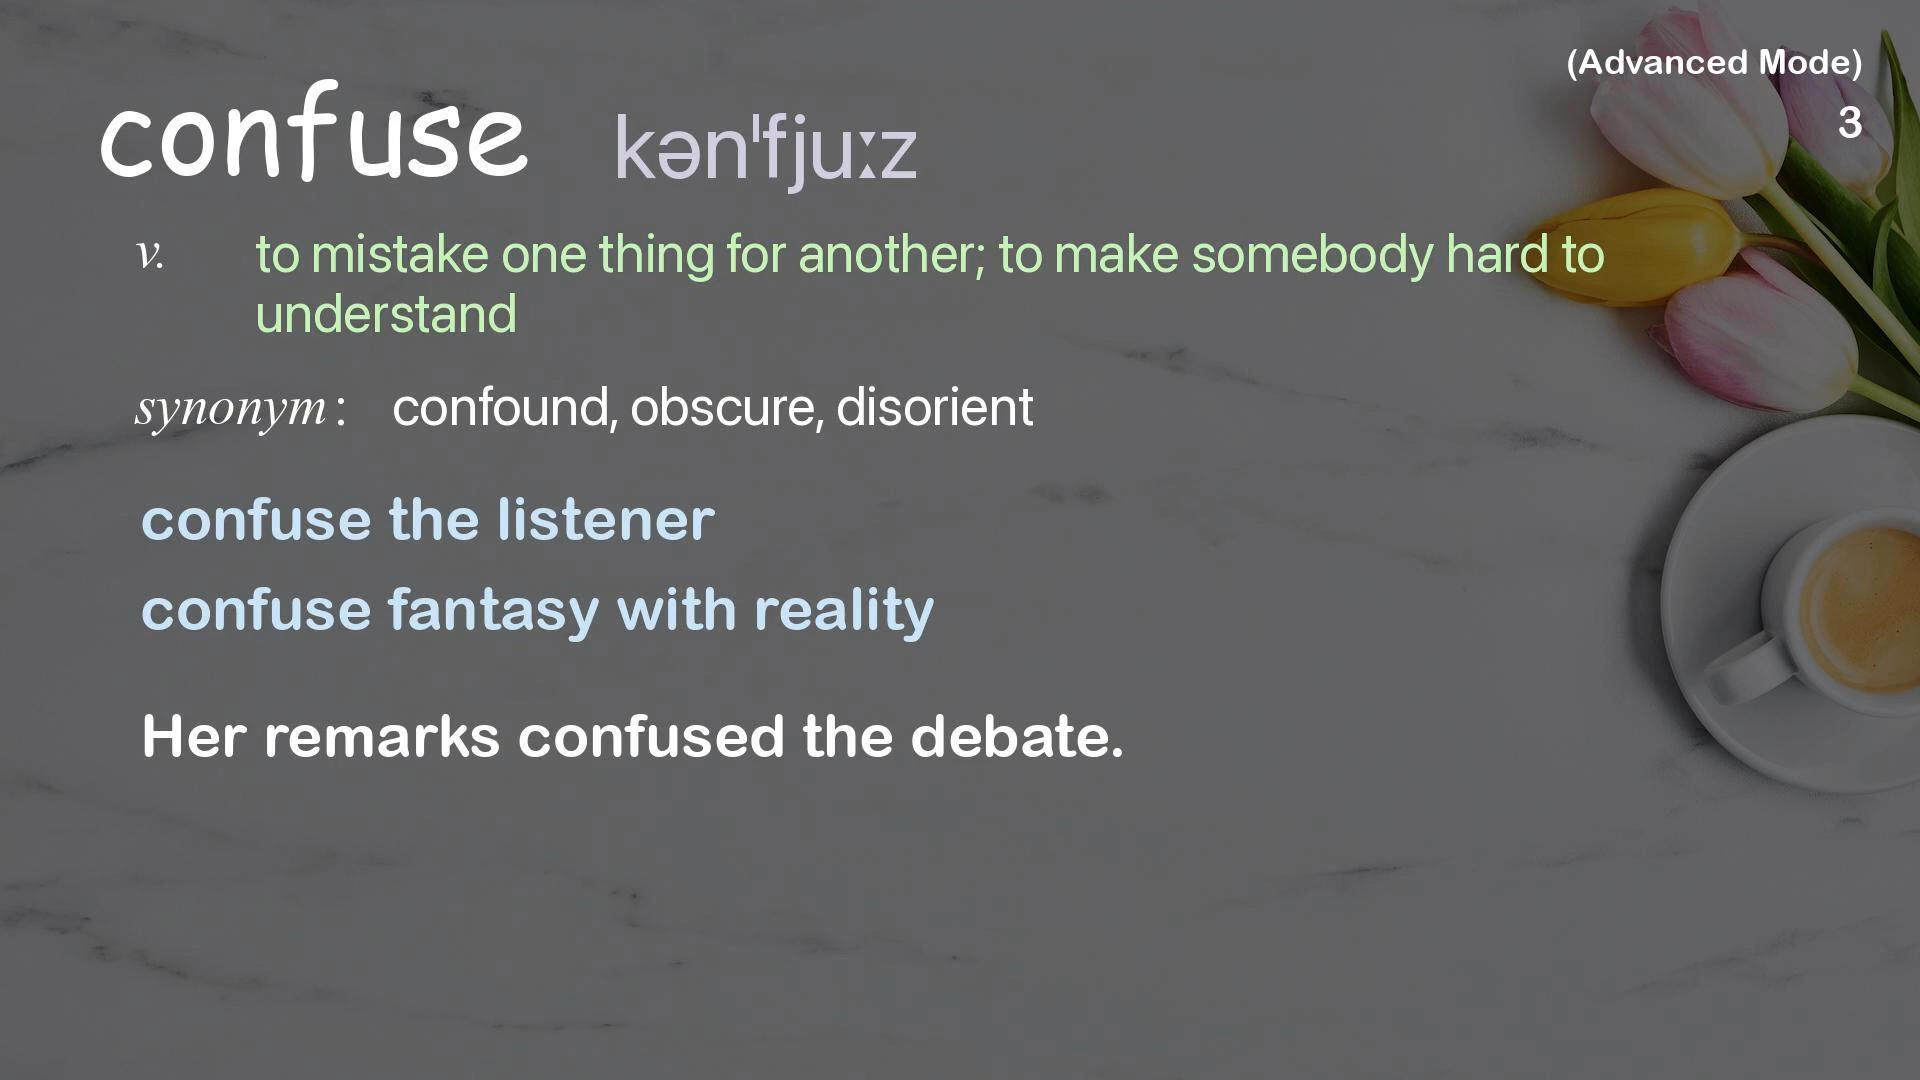 (Advanced Mode)
confuse kənˈfjuːz
3
v. to mistake one thing for another; to make somebody hard to
understand
synonym: confound, obscure, disorient
confuse the listener
confuse fantasy with reality
Her remarks confused the debate.